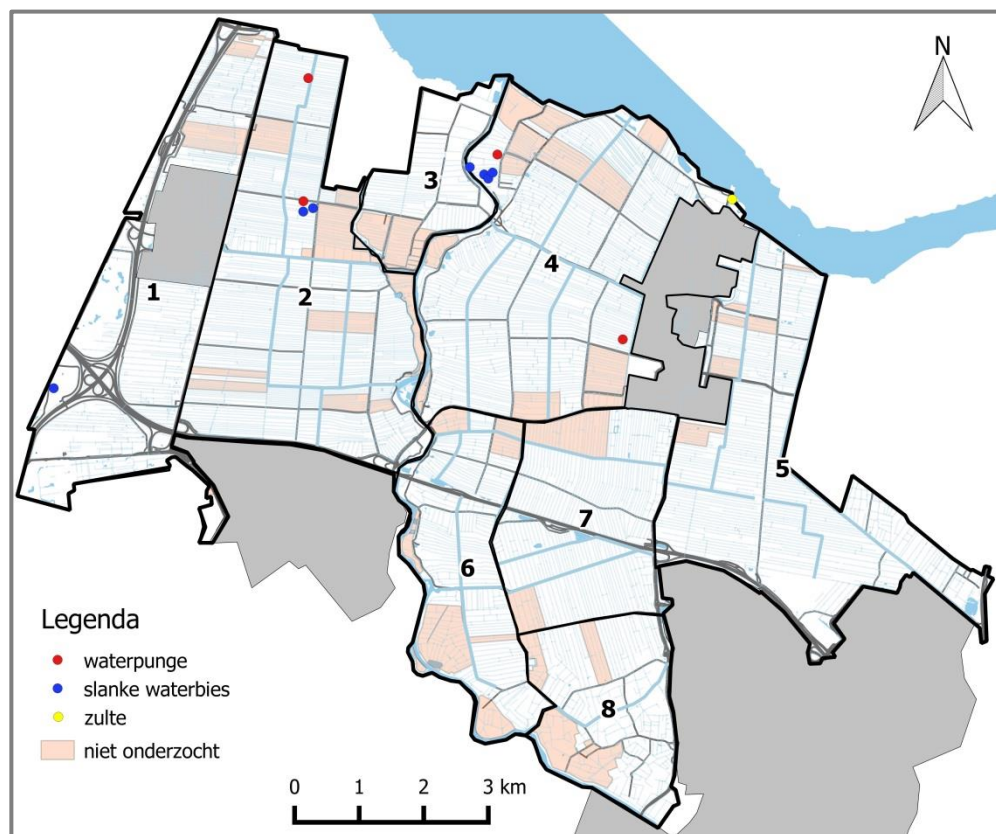 N
3
4
1
2
5
7
6
8
Legenda
waterpunge
slanke waterbies
zulte
niet onderzocht
0 1 2 3 km